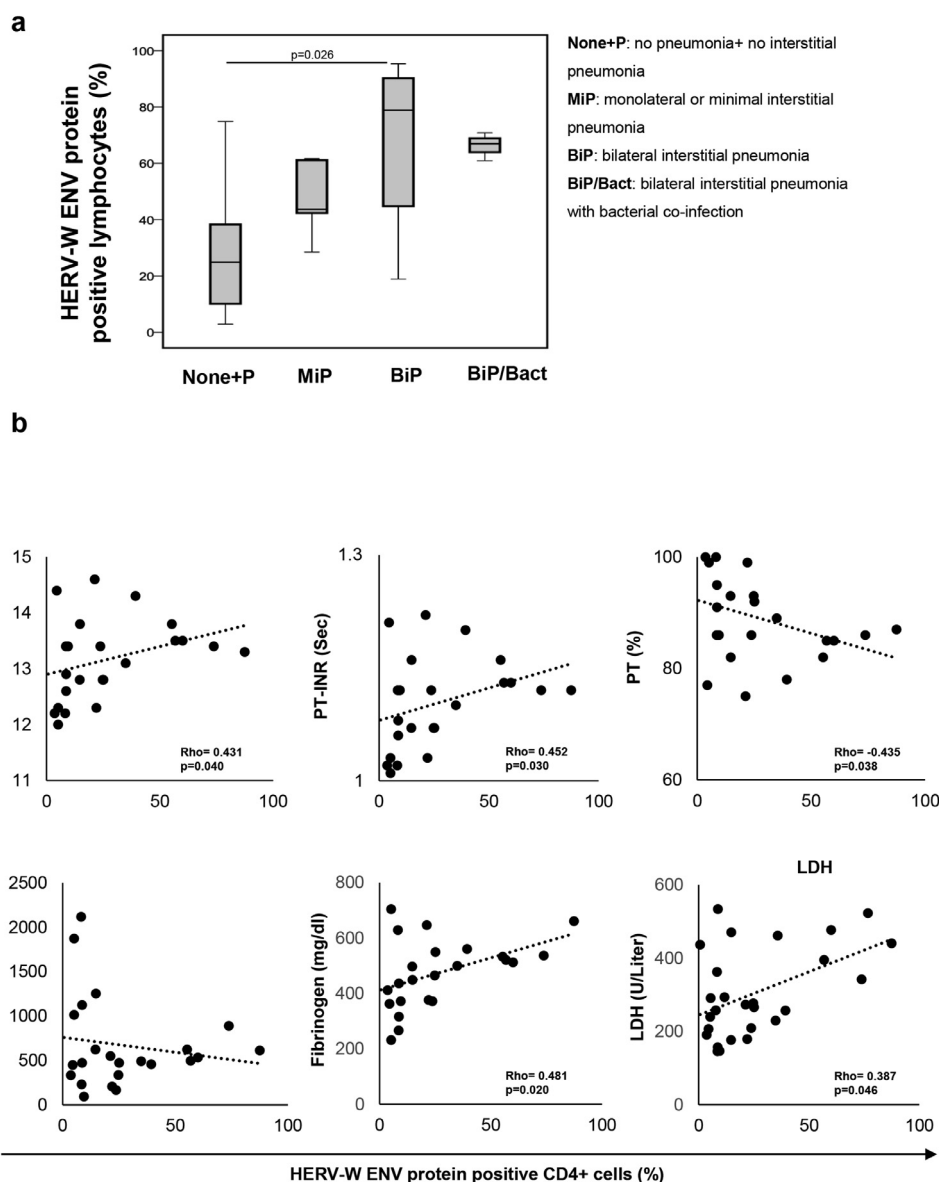 a
HERV-W ENV protein
positive lymphocytes (%)
100
80
60
40
20
0
p=0.026
None+P
MiP
BiP
BiP/Bact
None+P: no pneumonia+ no interstitial
pneumonia
MiP: monolateral or minimal interstitial
pneumonia
BiP: bilateral interstitial pneumonia
BiP/Bact: bilateral interstitial pneumonia
with bacterial co-infection
b
15
14
13
12
11
0
50
100
Rho= 0.431
p=0.040
PT-INR (Sec)
1.3
1
0
50
100
Rho= 0.452
p=0.030
PT (%)
100
80
60
0
50
100
Rho= -0.435
p=0.038
2500
2000
1500
1000
500
0
0
50
100
Fibrinogen (mg/dl)
800
600
400
200
0
0
50
100
Rho= 0.481
p=0.020
LDH
LDH (U/Liter)
600
400
200
0
0
50
100
Rho= 0.387
p=0.046
HERV-W ENV protein positive CD4+ cells (%)